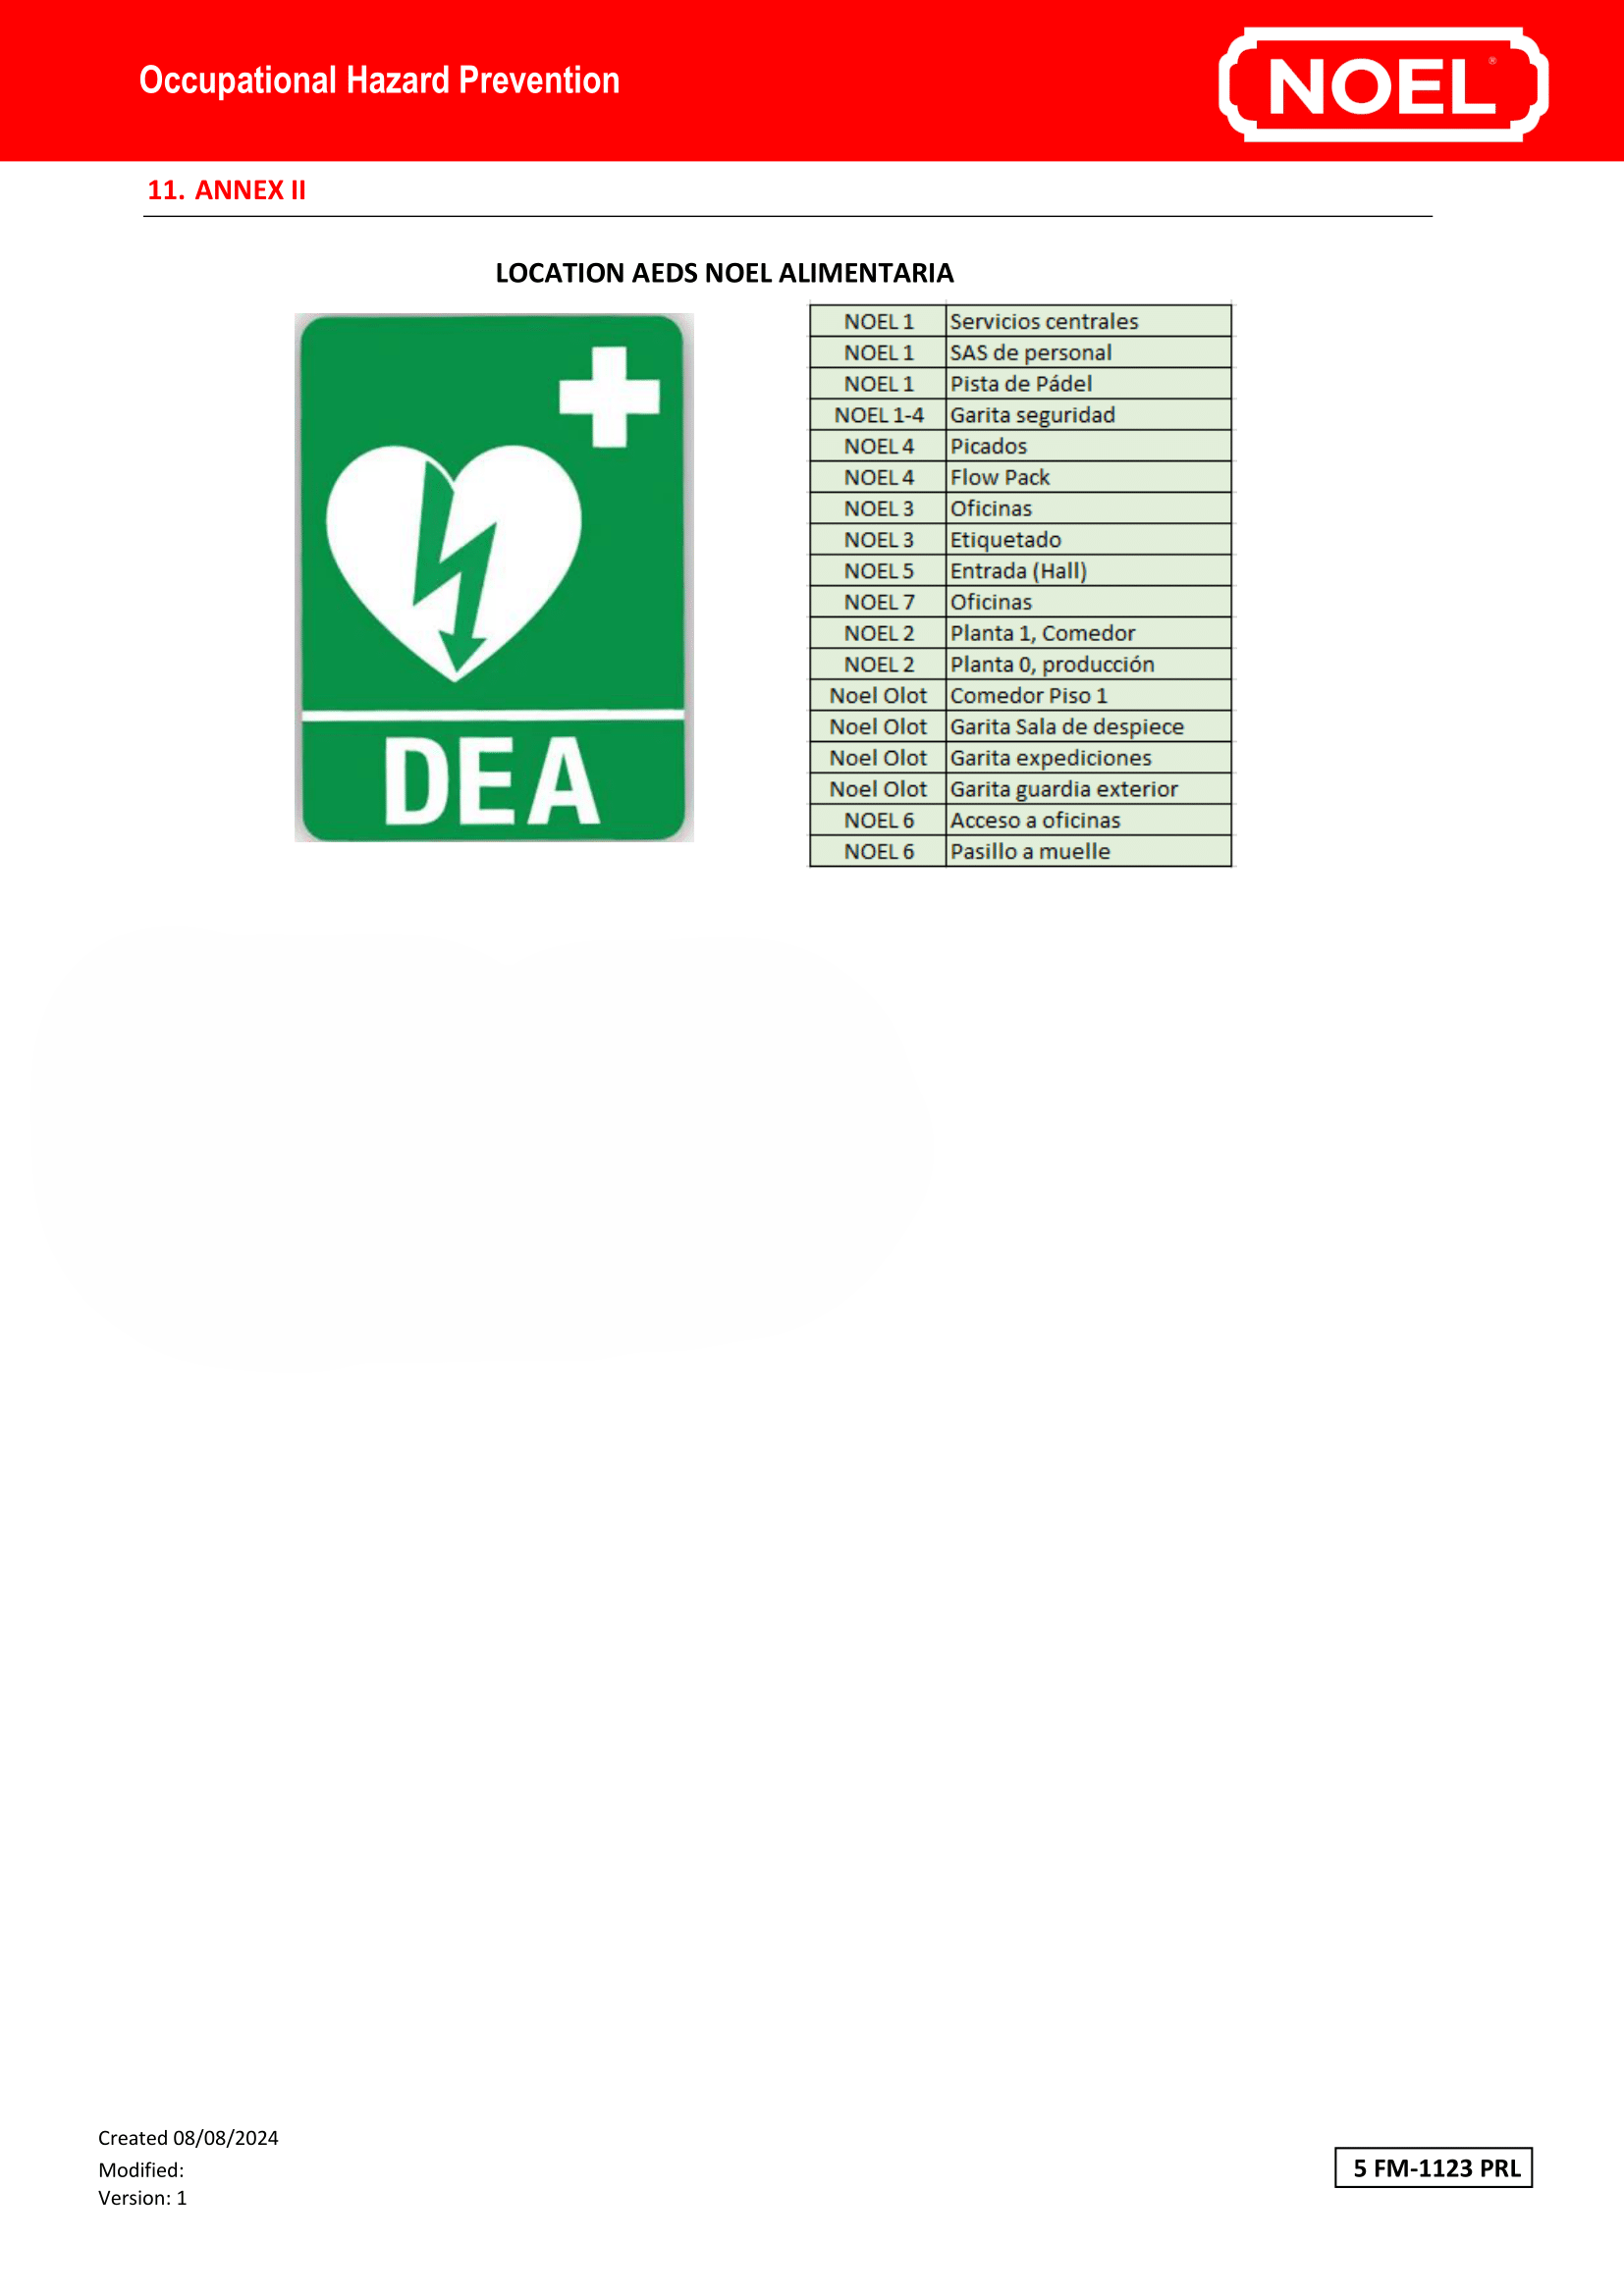 Occupational Hazard Prevention
NOEL®
11. ANNEX II
LOCATION AEDS NOEL ALIMENTARIA
DEA
NOEL 1 Servicios centrales
NOEL 1 SAS de personal
NOEL 1 Pista de Pádel
NOEL 1-4 Garita seguridad
NOEL 4 Picados
NOEL 4 Flow Pack
NOEL 3 Oficinas
NOEL 3 Etiquetado
NOEL 5 Entrada (Hall)
NOEL 7 Oficinas
NOEL 2 Planta 1, Comedor
NOEL 2 Planta 0, producción
Noel Olot Comedor Piso 1
Noel Olot Garita Sala de despiece
Noel Olot Garita expediciones
Noel Olot Garita guardia exterior
NOEL 6 Acceso a oficinas
NOEL 6 Pasillo a muelle
Created 08/08/2024
Modified:
Version: 1
5 FM-1123 PRL